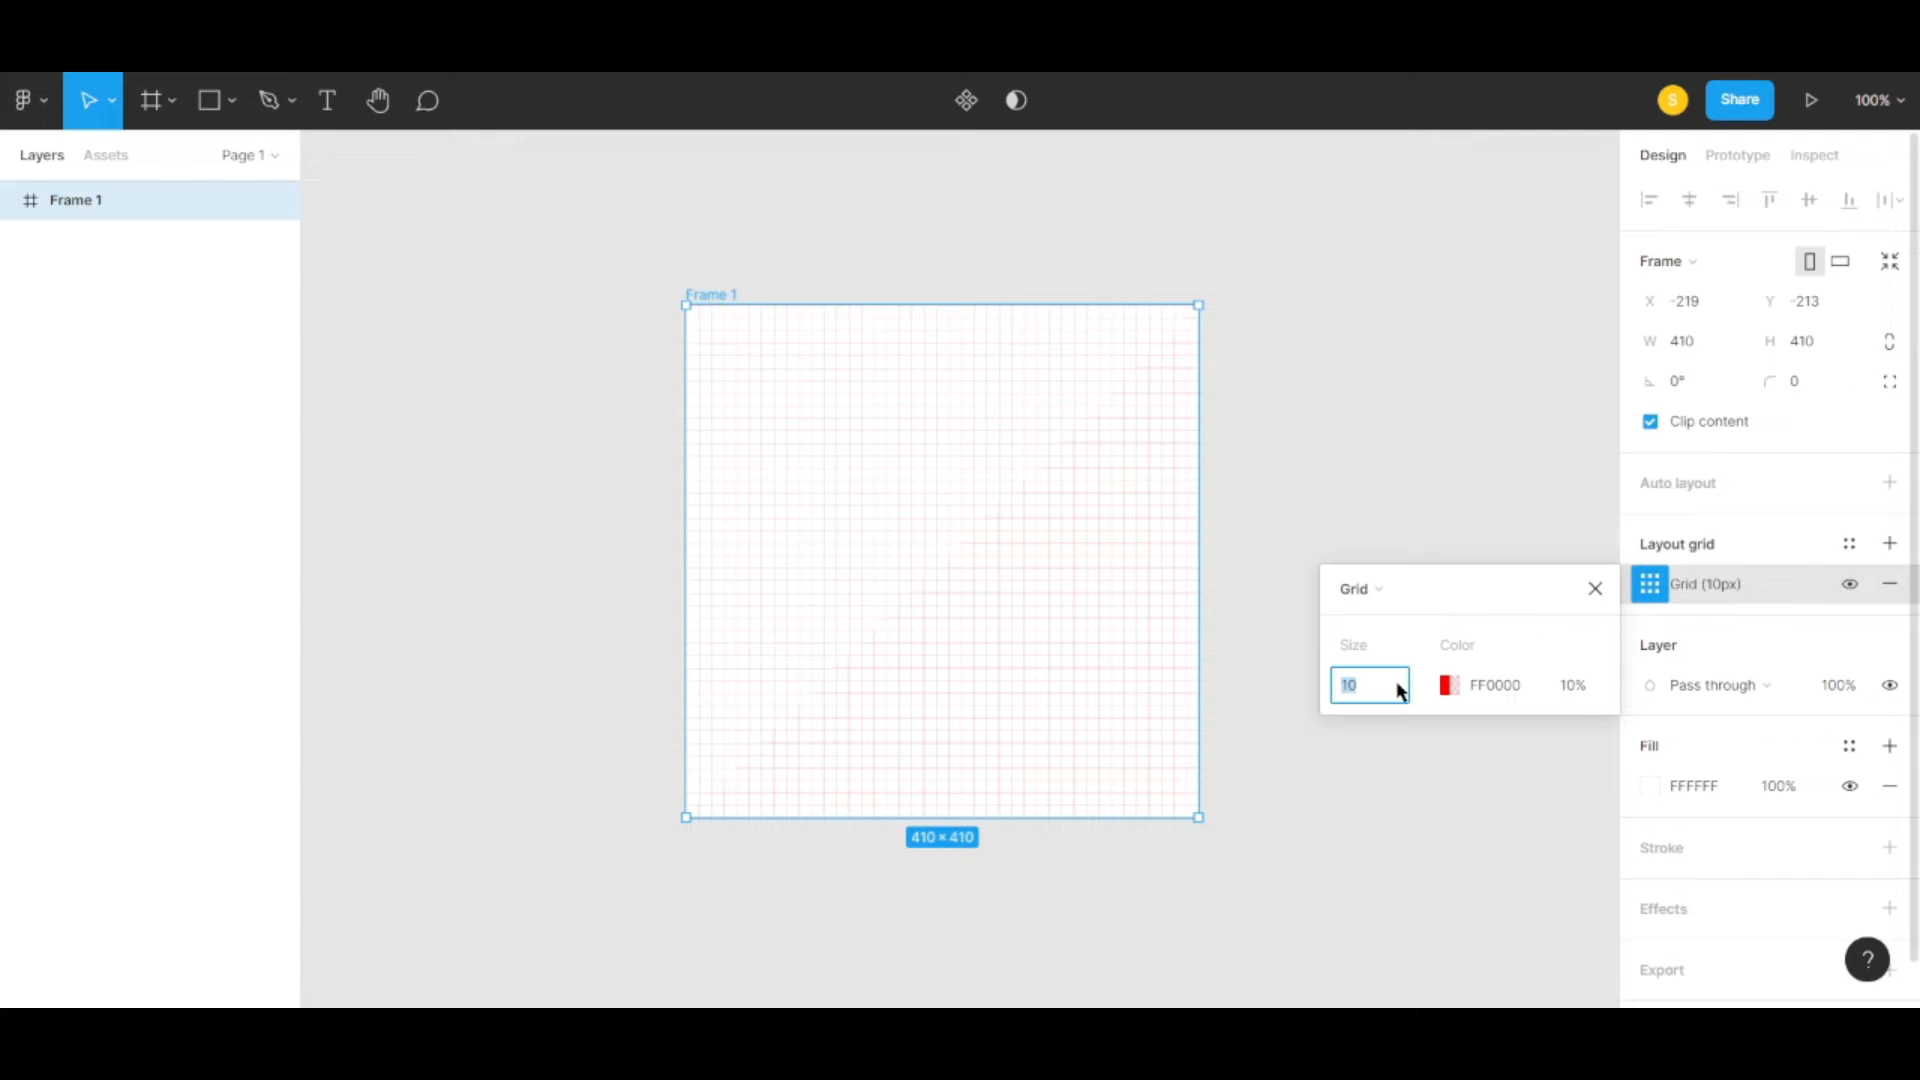 S
Share
100%
Layers Assets Page 1
Design Prototype Inspect
Frame 1
Frame
X -219 Y -213
Frame 1
W 410 H 410
0° 0
Clip content
Auto layout
Layout grid
Grid
Grid (10px)
Size Color
Layer
10 FF0000 10%
Pass through 100%
Fill
FFFFFF 100%
410 × 410
Stroke
Effects
Export
?